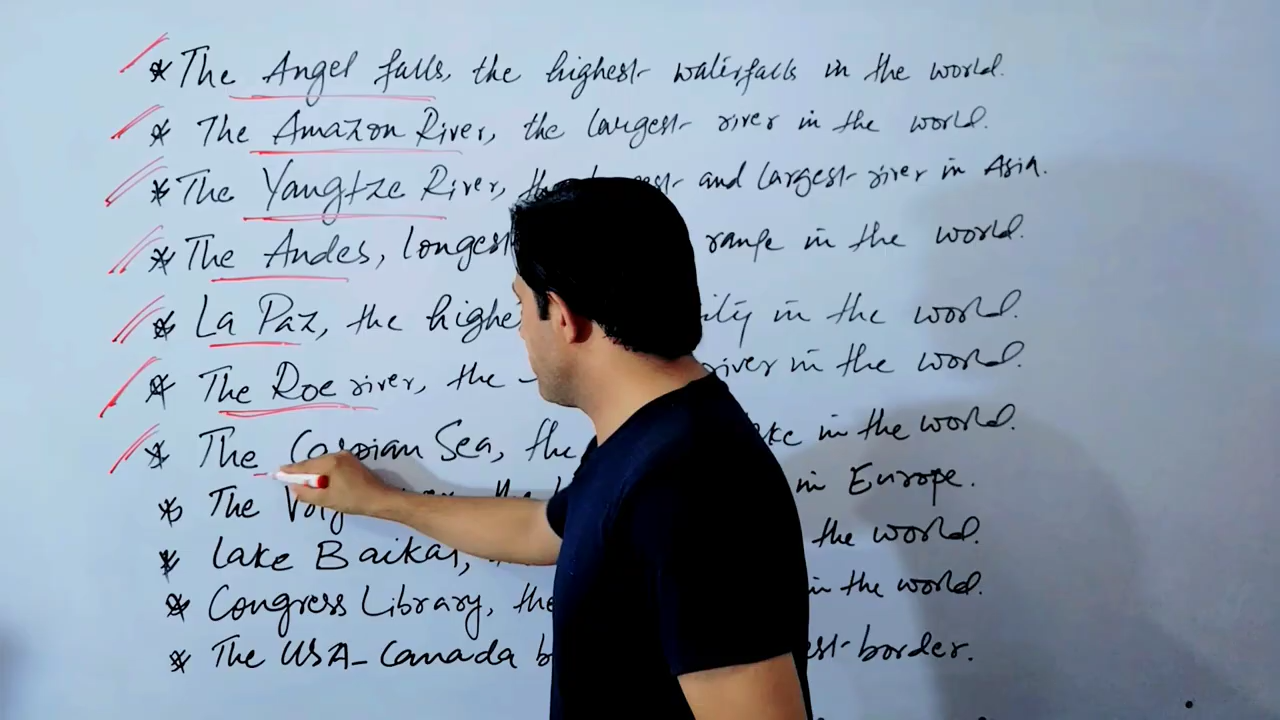 * The Angel falls, the highest waterfalls in the world.
* The Amazon River, the largest river in the world.
* The Yangtze River, the and largest river in Asia.
* The Andes, longest range in the world.
* La Paz, the in the world.
* The Roe river, the river in the world.
* The Caspian Sea, the in the world.
* The in Europe.
* Lake Baikal, the world.
* Congress Library, the in the world.
* The USA-Canada border.